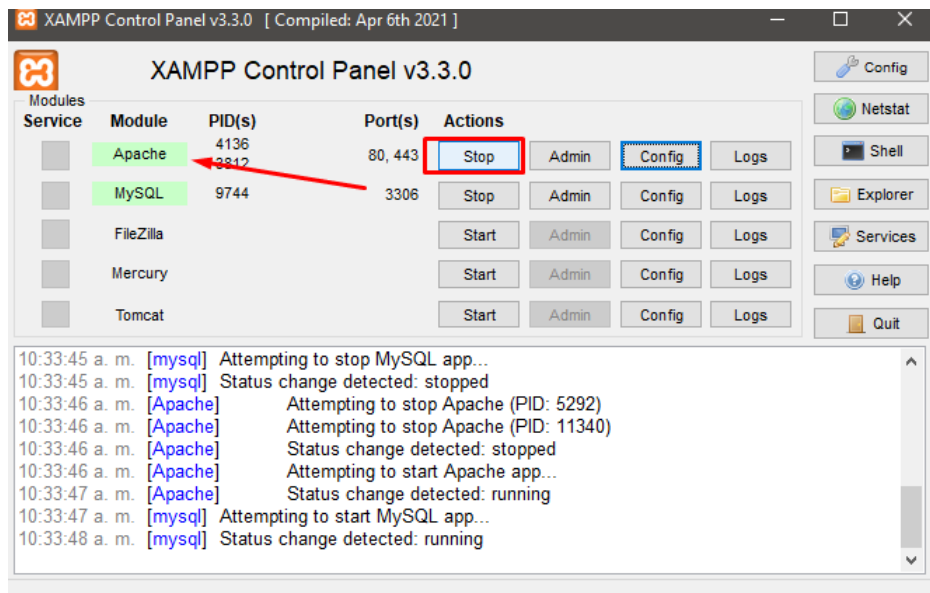 XAMPP Control Panel v3.3.0 [ Compiled: Apr 6th 2021 ]
XAMPP Control Panel v3.3.0
Config
Modules
Service Module PID(s) Port(s) Actions
Netstat
Apache 4136 3812 80, 443 Stop Admin Config Logs
Shell
MySQL 9744 3306 Stop Admin Config Logs
Explorer
FileZilla Start Admin Config Logs
Services
Mercury Start Admin Config Logs
Help
Tomcat Start Admin Config Logs
Quit
10:33:45 a. m. [mysql] Attempting to stop MySQL app...
10:33:45 a. m. [mysql] Status change detected: stopped
10:33:46 a. m. [Apache] Attempting to stop Apache (PID: 5292)
10:33:46 a. m. [Apache] Attempting to stop Apache (PID: 11340)
10:33:46 a. m. [Apache] Status change detected: stopped
10:33:46 a. m. [Apache] Attempting to start Apache app...
10:33:47 a. m. [Apache] Status change detected: running
10:33:47 a. m. [mysql] Attempting to start MySQL app...
10:33:48 a. m. [mysql] Status change detected: running